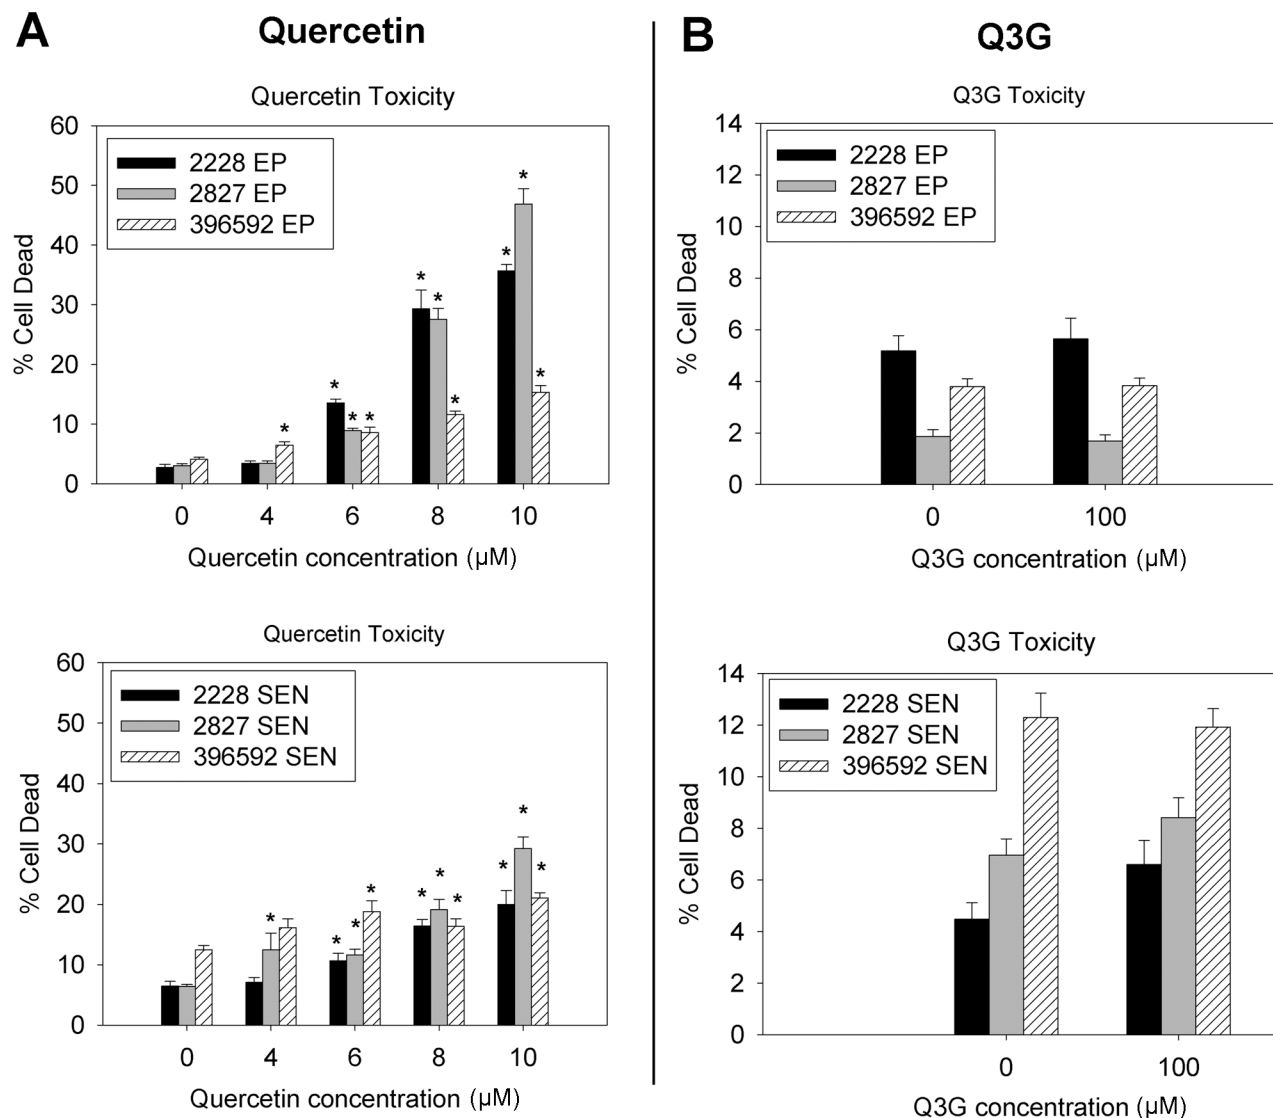 A
Quercetin
Quercetin Toxicity
60
50
40
30
20
10
0
% Cell Dead
2228 EP
2827 EP
396592 EP
* * * * * * * * * *
0 4 6 8 10
Quercetin concentration (µM)
Quercetin Toxicity
60
50
40
30
20
10
0
% Cell Dead
2228 SEN
2827 SEN
396592 SEN
* * * * * * * * * *
0 4 6 8 10
Quercetin concentration (µM)
B
Q3G
Q3G Toxicity
14
12
10
8
6
4
2
0
% Cell Dead
2228 EP
2827 EP
396592 EP
0 100
Q3G concentration (µM)
Q3G Toxicity
14
12
10
8
6
4
2
0
% Cell Dead
2228 SEN
2827 SEN
396592 SEN
0 100
Q3G concentration (µM)